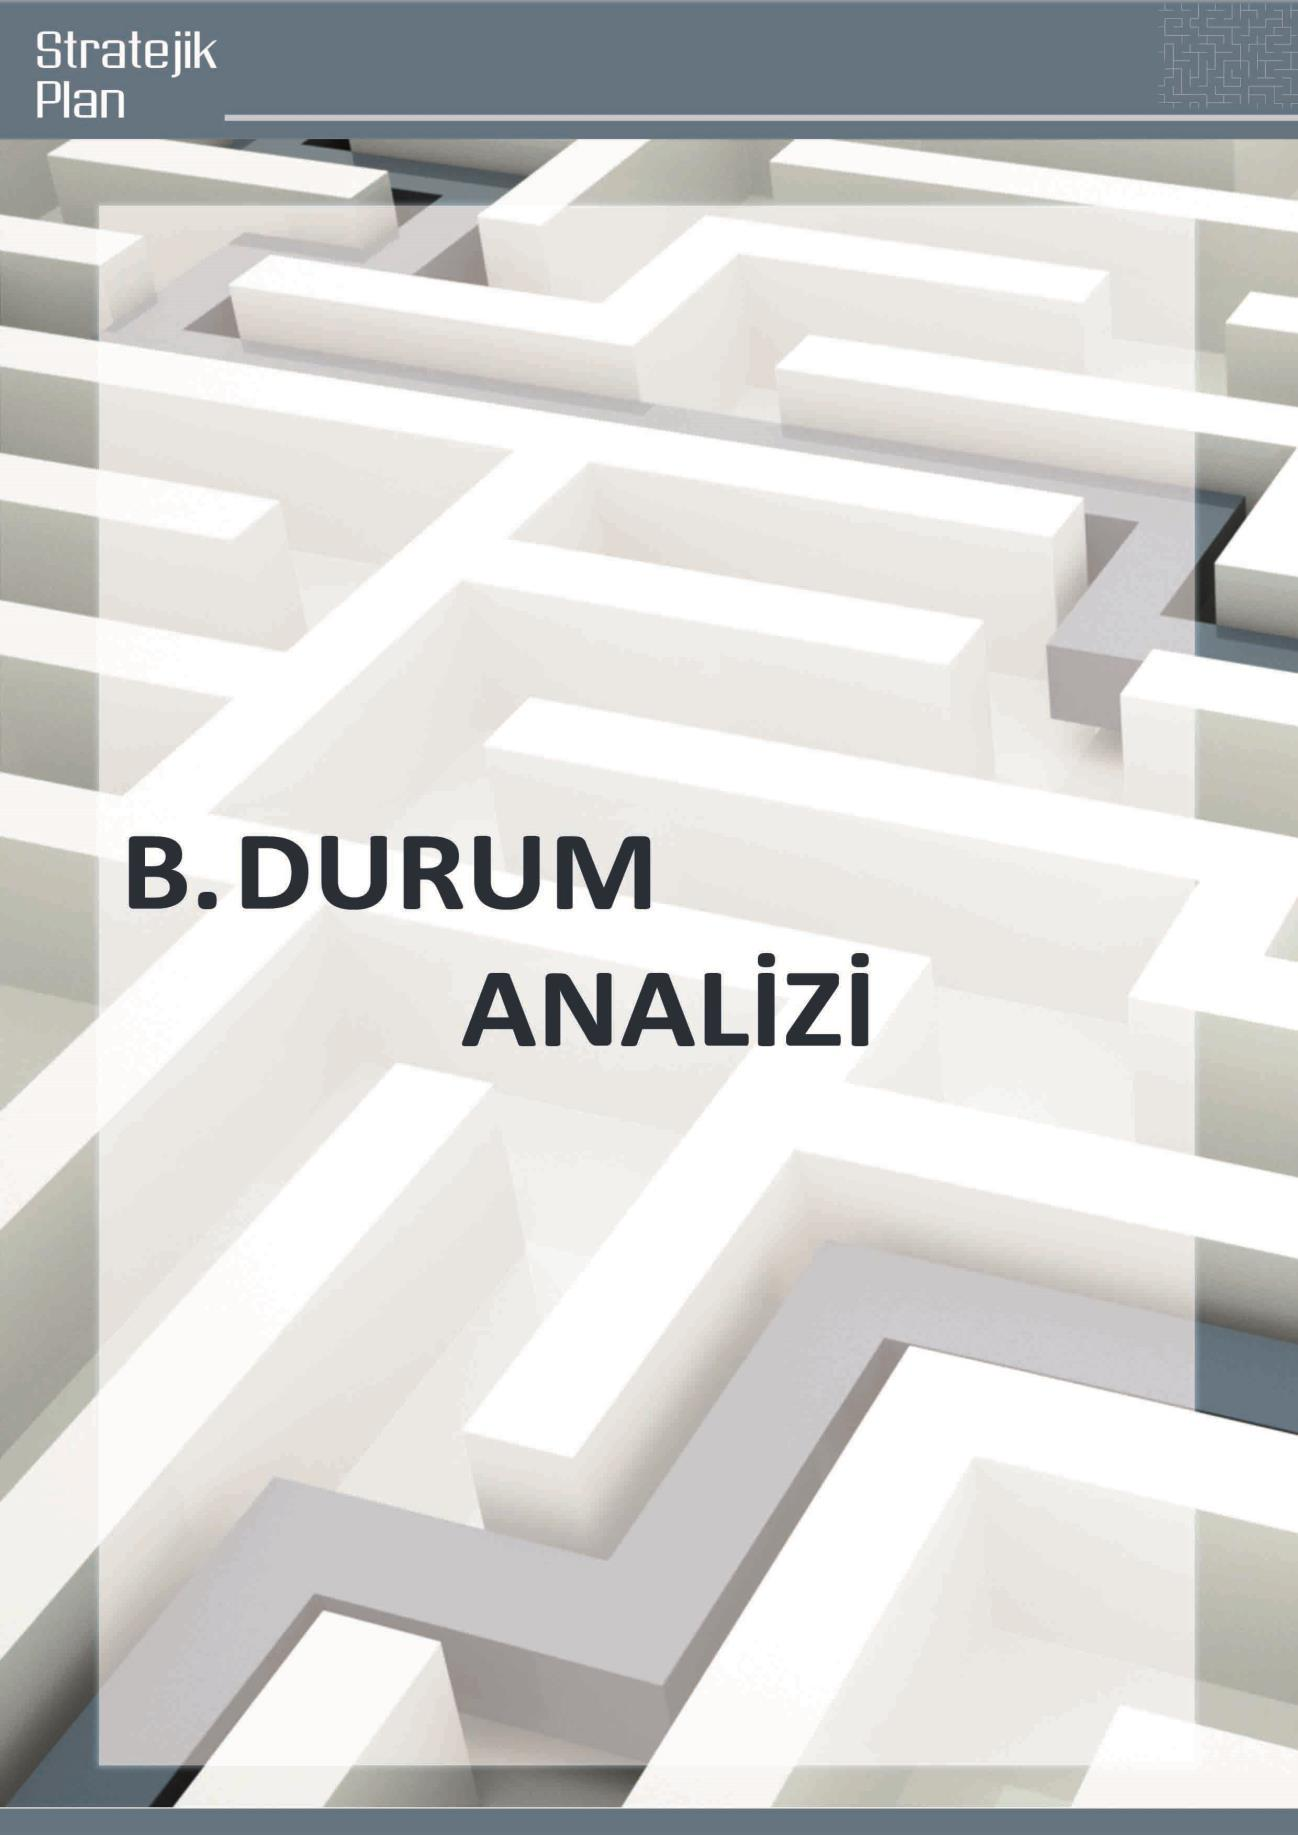 Stratejik
Plan
B. DURUM
ANALİZİ